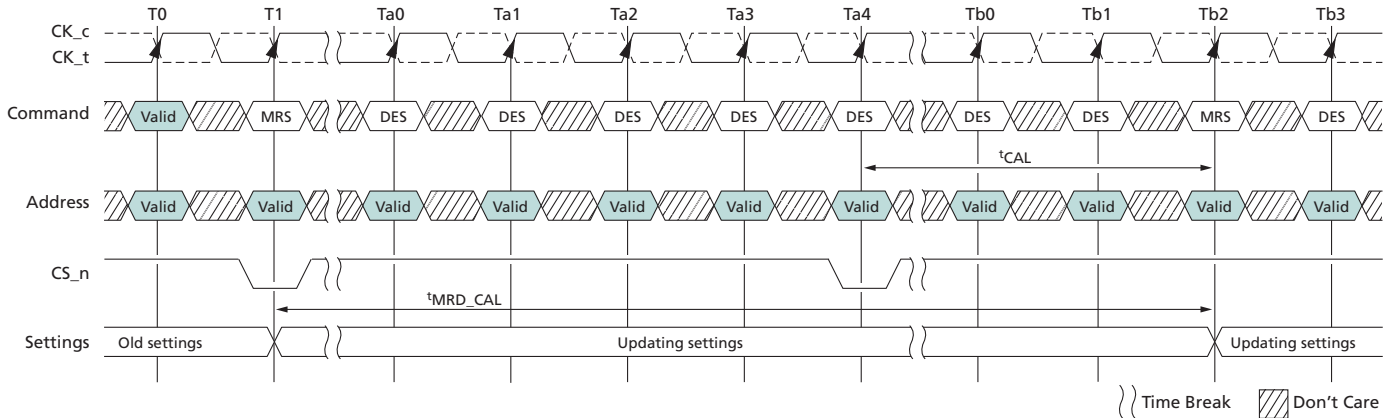 T0 T1 Ta0 Ta1 Ta2 Ta3 Ta4 Tb0 Tb1 Tb2 Tb3
CK_c
CK_t
Command Valid MRS DES DES DES DES DES DES DES MRS DES
tCAL
Address Valid Valid Valid Valid Valid Valid Valid Valid Valid Valid Valid
CS_n
tMRD_CAL
Settings Old settings Updating settings Updating settings
Time Break Don't Care